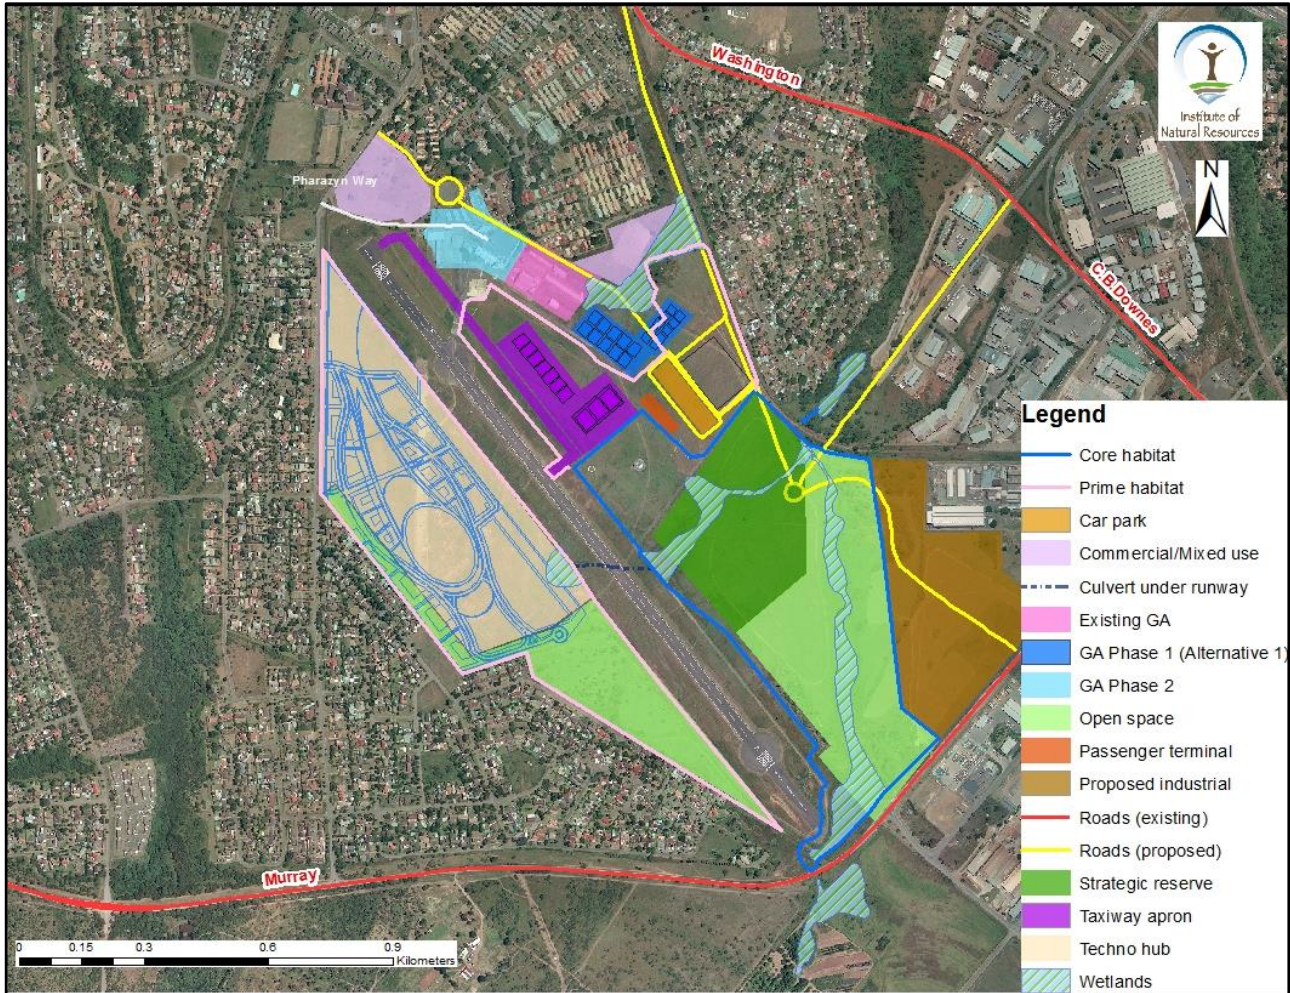 Washington
Institute of
Natural Resources
N
Pharazyn Way
C.B.Downes
Murray
0 0.15 0.3 0.6 0.9
Kilometers
Legend
Core habitat
Prime habitat
Car park
Commercial/Mixed use
Culvert under runway
Existing GA
GA Phase 1 (Alternative 1)
GA Phase 2
Open space
Passenger terminal
Proposed industrial
Roads (existing)
Roads (proposed)
Strategic reserve
Taxiway apron
Techno hub
Wetlands